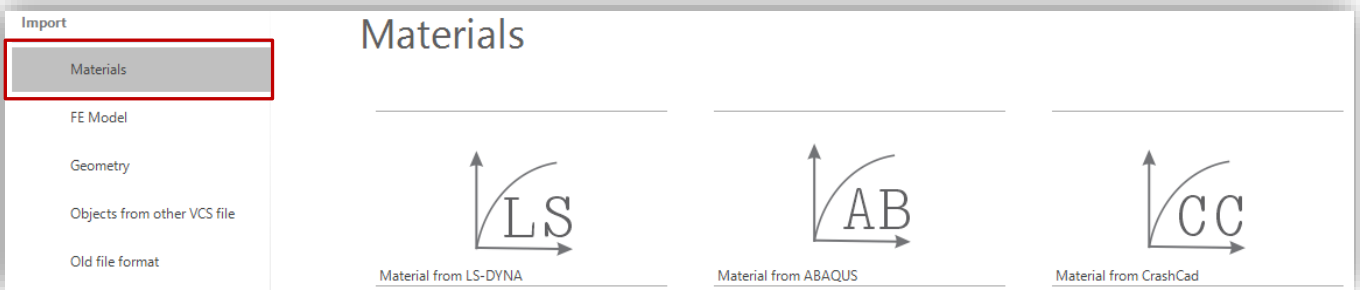 Import
Materials
FE Model
Geometry
Objects from other VCS file
Old file format
Materials
LS
AB
CC
Material from LS-DYNA
Material from ABAQUS
Material from CrashCad